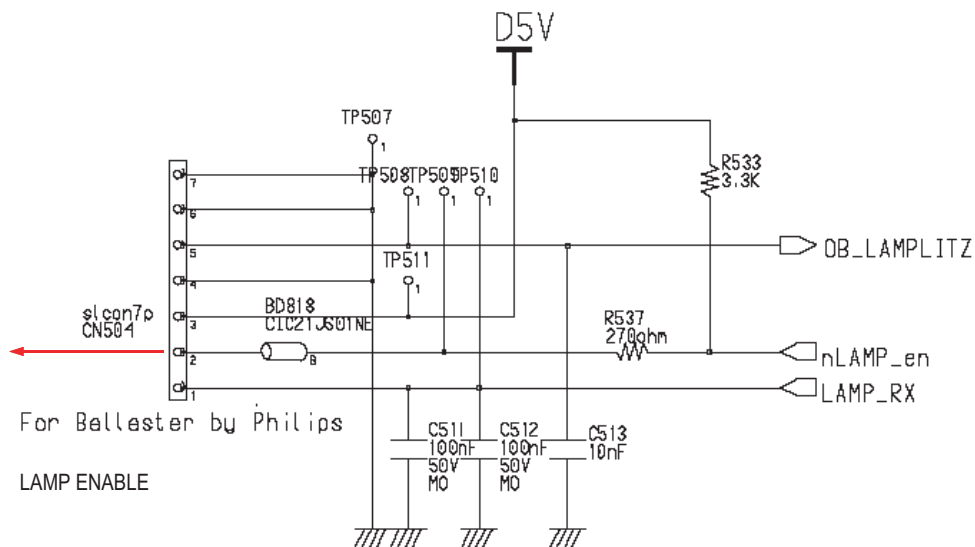 D5V
TP507
1
R533
3.3K
TP508
TP509
TP510
1
1
1
7
6
5
OB_LAMPLITZ
TP511
1
4
slcon7p
CN504
3
BD818
CIC21JS01NE
B
R537
270ohm
2
nLAMP_en
1
LAMP_RX
For Ballaster by Philips
C511
100nF
50V
MO
C512
100nF
50V
MO
C513
10nF
LAMP ENABLE